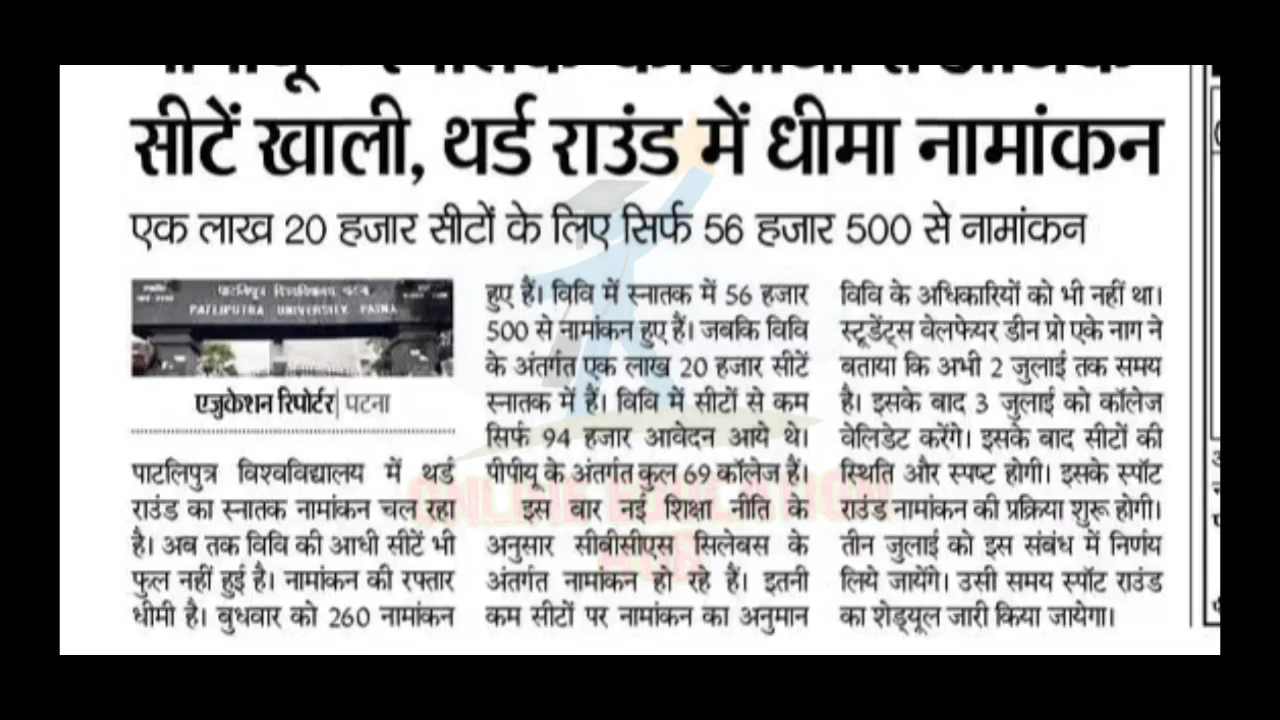 सीटें खाली, थर्ड राउंड में धीमा नामांकन
एक लाख 20 हजार सीटों के लिए सिर्फ 56 हजार 500 से नामांकन
पाटलिपुत्र विश्वविद्यालय पटना
PATLIPUTRA UNIVERSITY, PATNA
एजुकेशन रिपोर्टर| पटना
पाटलिपुत्र विश्वविद्यालय में थर्ड
राउंड का स्नातक नामांकन चल रहा
है। अब तक विवि की आधी सीटें भी
फुल नहीं हुई है। नामांकन की रफ्तार
धीमी है। बुधवार को 260 नामांकन
हुए हैं। विवि में स्नातक में 56 हजार
500 से नामांकन हुए हैं। जबकि विवि
के अंतर्गत एक लाख 20 हजार सीटें
स्नातक में हैं। विवि में सीटों से कम
सिर्फ 94 हजार आवेदन आये थे।
पीपीयू के अंतर्गत कुल 69 कॉलेज हैं।
इस बार नई शिक्षा नीति के
अनुसार सीबीसीएस सिलेबस के
अंतर्गत नामांकन हो रहे हैं। इतनी
कम सीटों पर नामांकन का अनुमान
विवि के अधिकारियों को भी नहीं था।
स्टूडेंट्स वेलफेयर डीन प्रो एके नाग ने
बताया कि अभी 2 जुलाई तक समय
है। इसके बाद 3 जुलाई को कॉलेज
वेलिडेट करेंगे। इसके बाद सीटों की
स्थिति और स्पष्ट होगी। इसके स्पॉट
राउंड नामांकन की प्रक्रिया शुरू होगी।
तीन जुलाई को इस संबंध में निर्णय
लिये जायेंगे। उसी समय स्पॉट राउंड
का शेड्यूल जारी किया जायेगा।
ONLINE EDUCATION
HUB